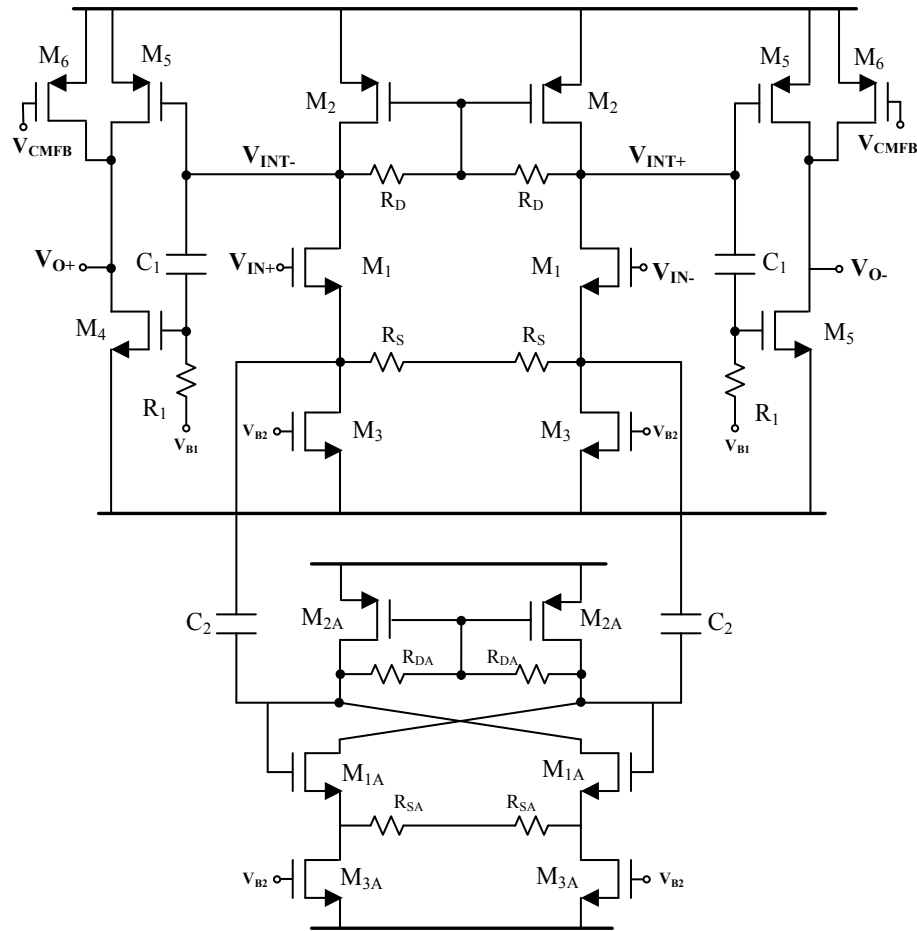 M6 M5 M5 M6
M2 M2
VCMFB VINT- VINT+ VCMFB
RD RD
VO+ C1 VIN+ M1 M1 VIN- C1 VO-
M4 RS RS M5
R1 VB2 M3 M3 VB2 R1
VB1 VB1
C2 M2A M2A C2
RDA RDA
M1A M1A
RSA RSA
VB2 M3A M3A VB2